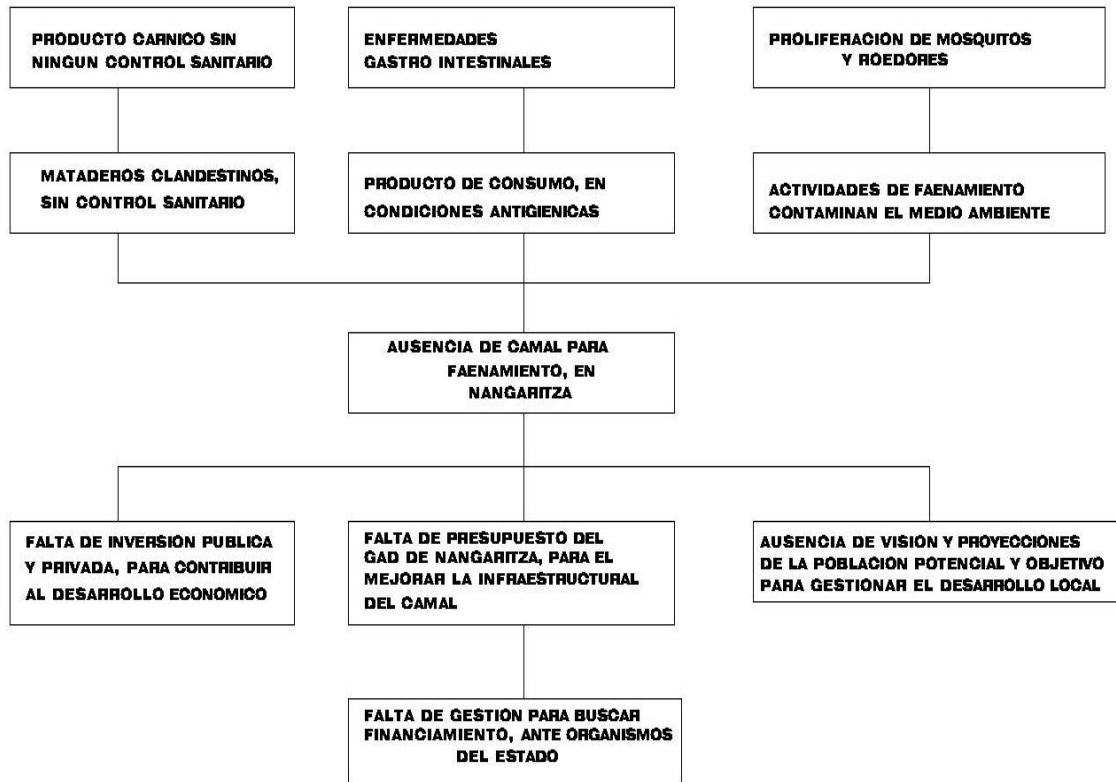 PRODUCTO CARNICO SIN
NINGUN CONTROL SANITARIO
ENFERMEDADES
GASTRO INTESTINALES
PROLIFERACION DE MOSQUITOS
Y ROEDORES
MATADEROS CLANDESTINOS,
SIN CONTROL SANITARIO
PRODUCTO DE CONSUMO, EN
CONDICIONES ANTIGIENICAS
ACTIVIDADES DE FAENAMIENTO
CONTAMINAN EL MEDIO AMBIENTE
AUSENCIA DE CAMAL PARA
FAENAMIENTO, EN
NANGARITZA
FALTA DE INVERSION PUBLICA
Y PRIVADA, PARA CONTRIBUIR
AL DESARROLLO ECONOMICO
FALTA DE PRESUPUESTO DEL
GAD DE NANGARITZA, PARA EL
MEJORAR LA INFRAESTRUCTURAL
DEL CAMAL
AUSENCIA DE VISION Y PROYECCIONES
DE LA POBLACION POTENCIAL Y OBJETIVO
PARA GESTIONAR EL DESARROLLO LOCAL
FALTA DE GESTION PARA BUSCAR
FINANCIAMIENTO, ANTE ORGANISMOS
DEL ESTADO